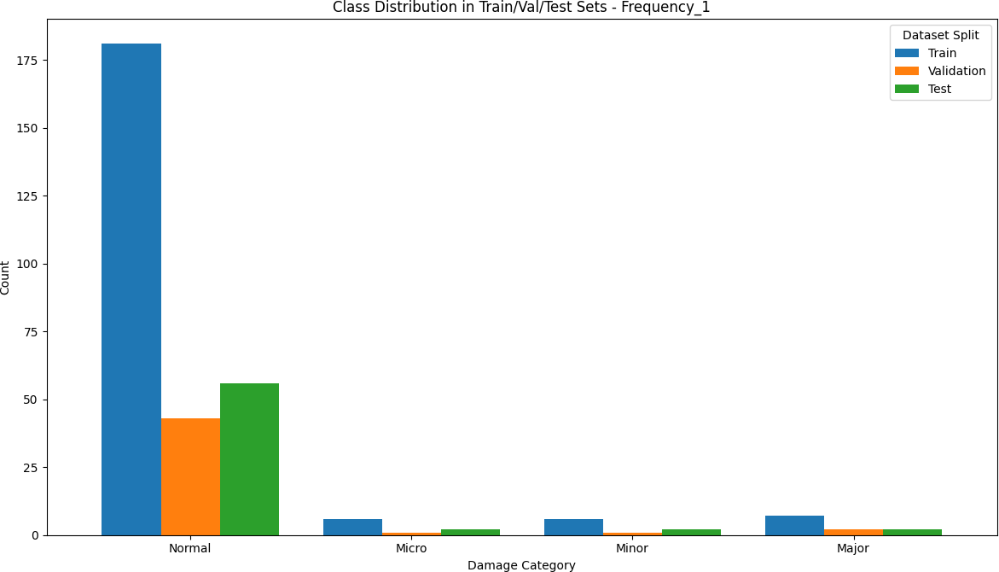 Class Distribution in Train/Val/Test Sets - Frequency_1
Dataset Split
Train
Validation
Test
175
150
125
100
75
50
25
0
Count
Normal
Micro
Minor
Major
Damage Category